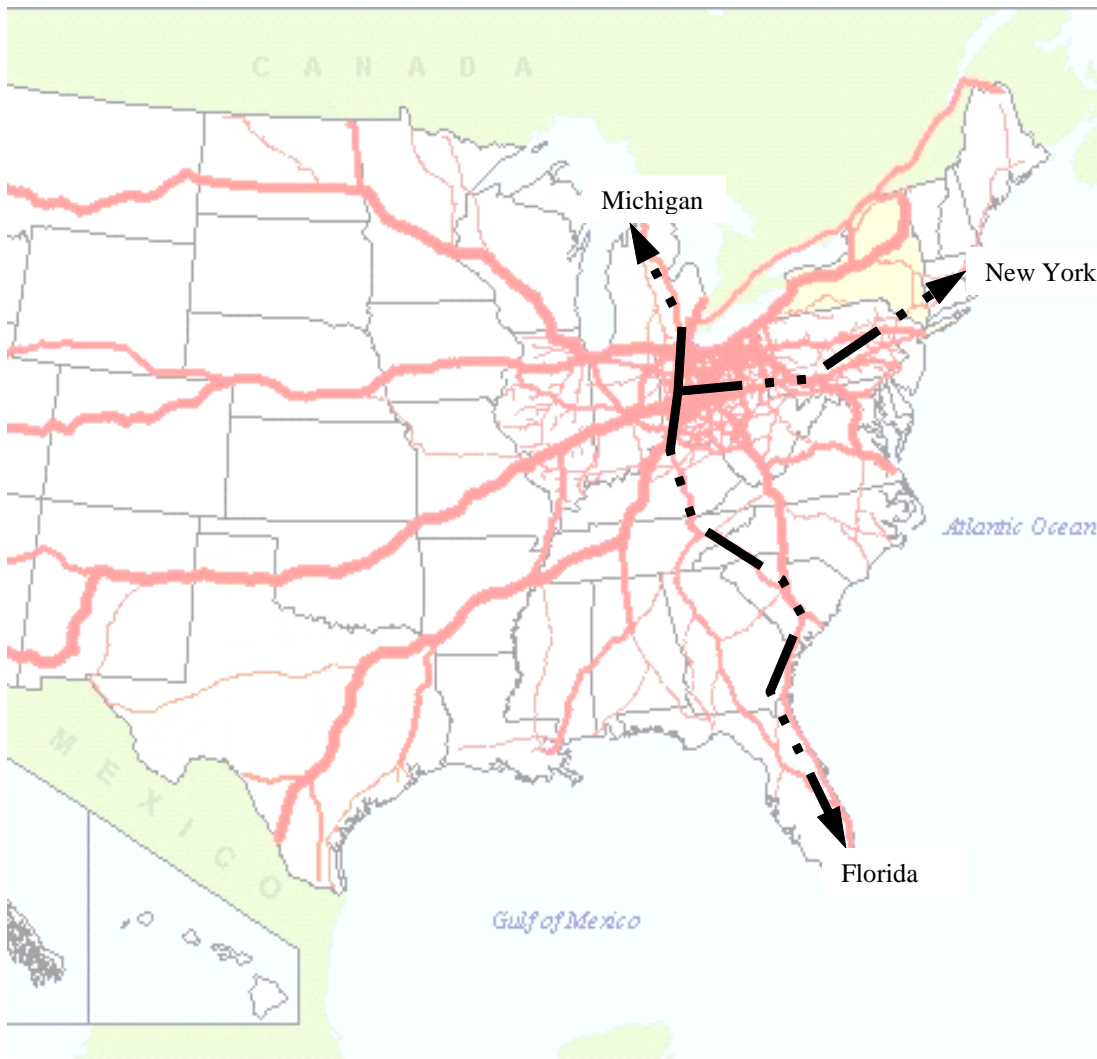 C A N A D A
Michigan
New York
Atlantic Ocean
M E X I C O
Florida
Gulf of Mexico